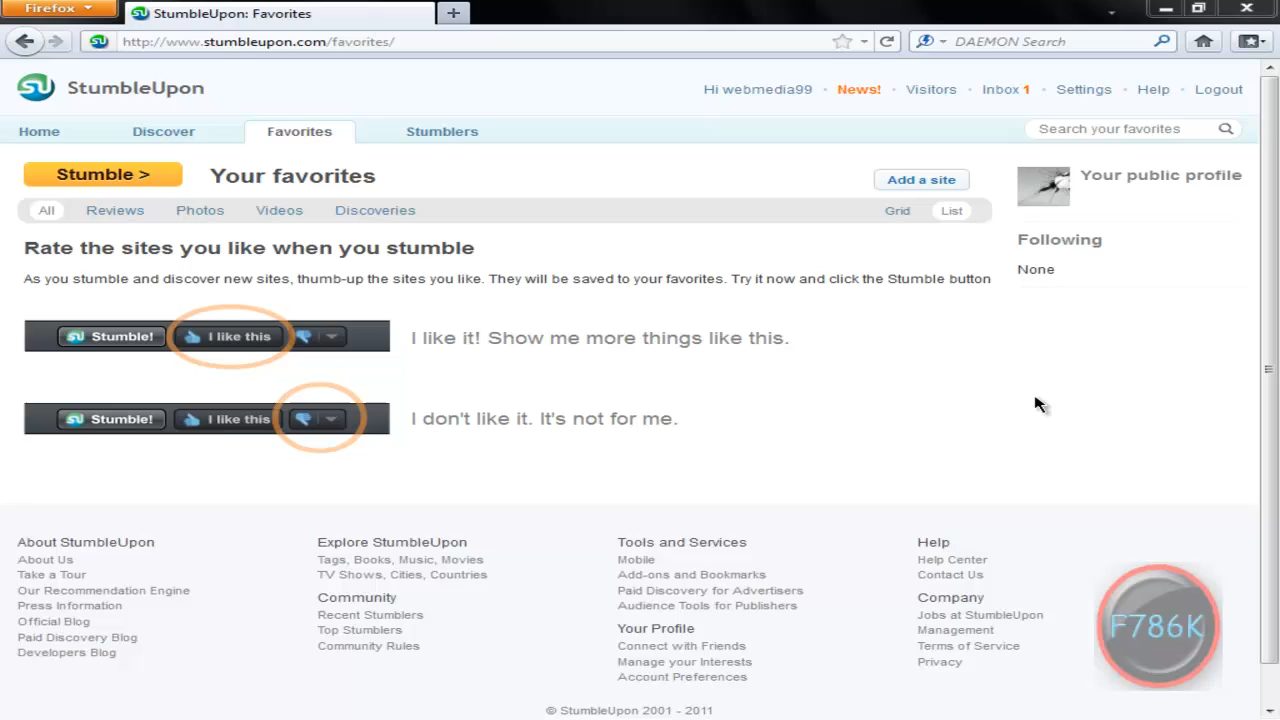 Firefox
StumbleUpon: Favorites
http://www.stumbleupon.com/favorites/
DAEMON Search
StumbleUpon
Hi webmedia99 · News! · Visitors · Inbox 1 · Settings · Help · Logout
Home Discover Favorites Stumblers
Search your favorites
Stumble >
Your favorites
Add a site
Your public profile
All Reviews Photos Videos Discoveries
Grid List
Rate the sites you like when you stumble
Following
None
As you stumble and discover new sites, thumb-up the sites you like. They will be saved to your favorites. Try it now and click the Stumble button
Stumble! I like this
I like it! Show me more things like this.
Stumble! I like this
I don't like it. It's not for me.
About StumbleUpon
About Us
Take a Tour
Our Recommendation Engine
Press Information
Official Blog
Paid Discovery Blog
Developers Blog
Explore StumbleUpon
Tags, Books, Music, Movies
TV Shows, Cities, Countries
Community
Recent Stumblers
Top Stumblers
Community Rules
Tools and Services
Mobile
Add-ons and Bookmarks
Paid Discovery for Advertisers
Audience Tools for Publishers
Your Profile
Connect with Friends
Manage your Interests
Account Preferences
Help
Help Center
Contact Us
Company
Jobs at StumbleUpon
Management
Terms of Service
Privacy
F786K
© StumbleUpon 2001 - 2011